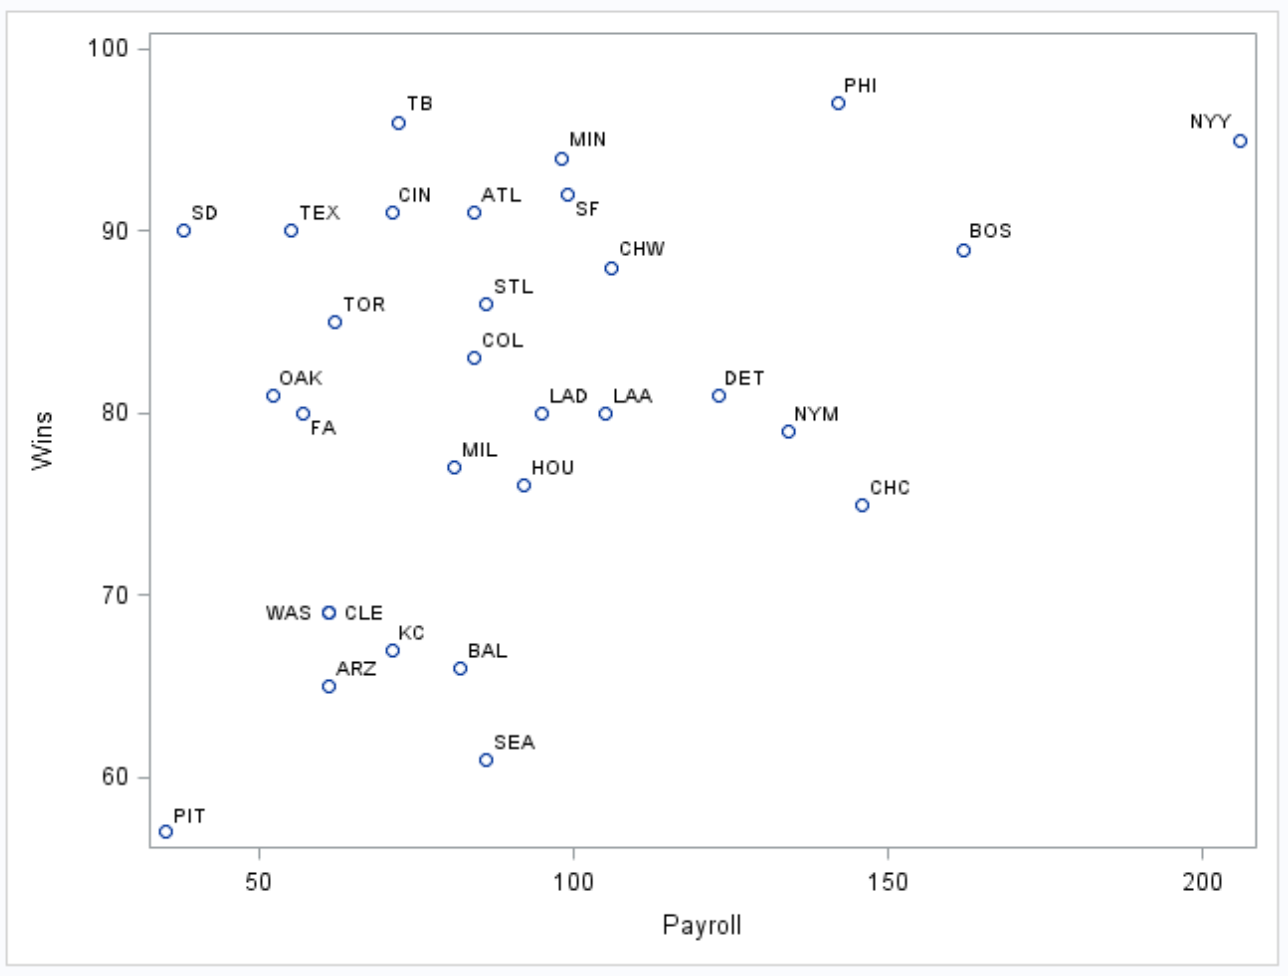 100
PHI
TB
NYY
MIN
CIN
ATL
SD
TEX
SF
90
BOS
CHW
STL
TOR
COL
OAK
DET
LAD
LAA
80
NYM
FA
Wins
MIL
HOU
CHC
70
WAS
CLE
KC
BAL
ARZ
SEA
60
PIT
50
100
150
200
Payroll